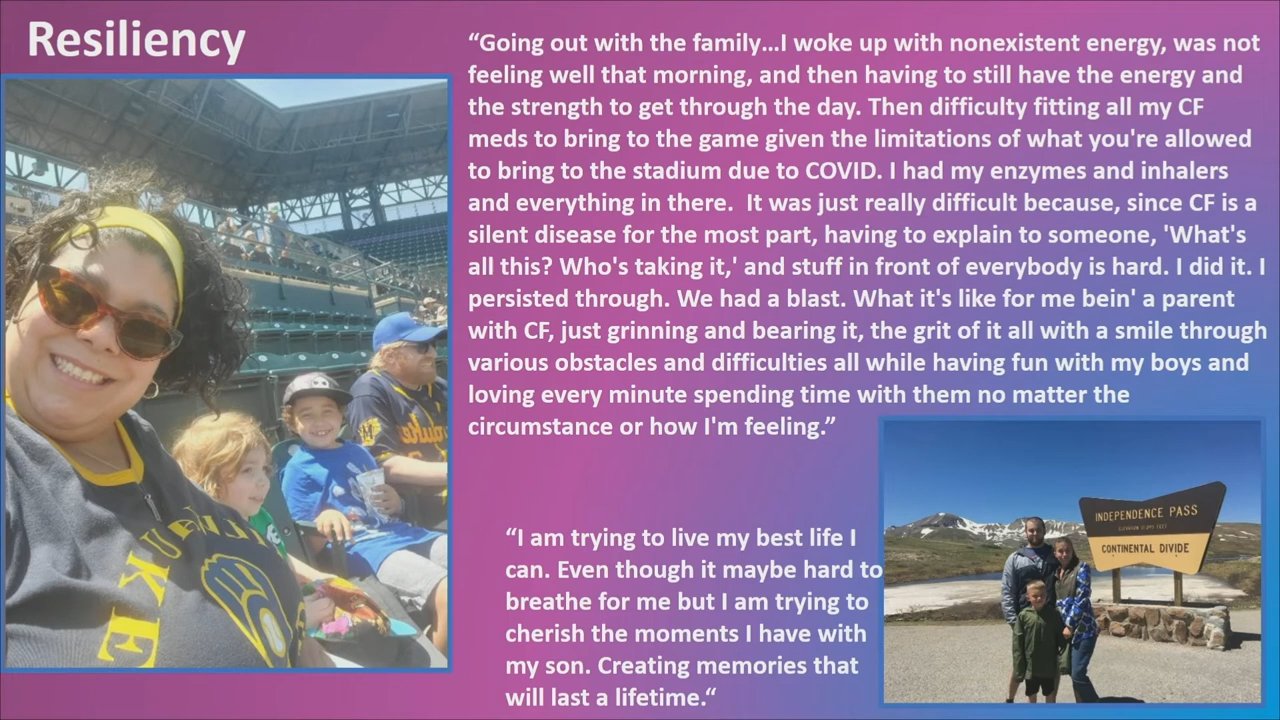 Resiliency
“Going out with the family...I woke up with nonexistent energy, was not
feeling well that morning, and then having to still have the energy and
the strength to get through the day. Then difficulty fitting all my CF
meds to bring to the game given the limitations of what you're allowed
to bring to the stadium due to COVID. I had my enzymes and inhalers
and everything in there.  It was just really difficult because, since CF is a
silent disease for the most part, having to explain to someone, 'What's
all this? Who's taking it,' and stuff in front of everybody is hard. I did it. I
persisted through. We had a blast. What it's like for me bein' a parent
with CF, just grinning and bearing it, the grit of it all with a smile through
various obstacles and difficulties all while having fun with my boys and
loving every minute spending time with them no matter the
circumstance or how I'm feeling.”
“I am trying to live my best life I
can. Even though it maybe hard to
breathe for me but I am trying to
cherish the moments I have with
my son. Creating memories that
will last a lifetime.“
INDEPENDENCE PASS
CONTINENTAL DIVIDE